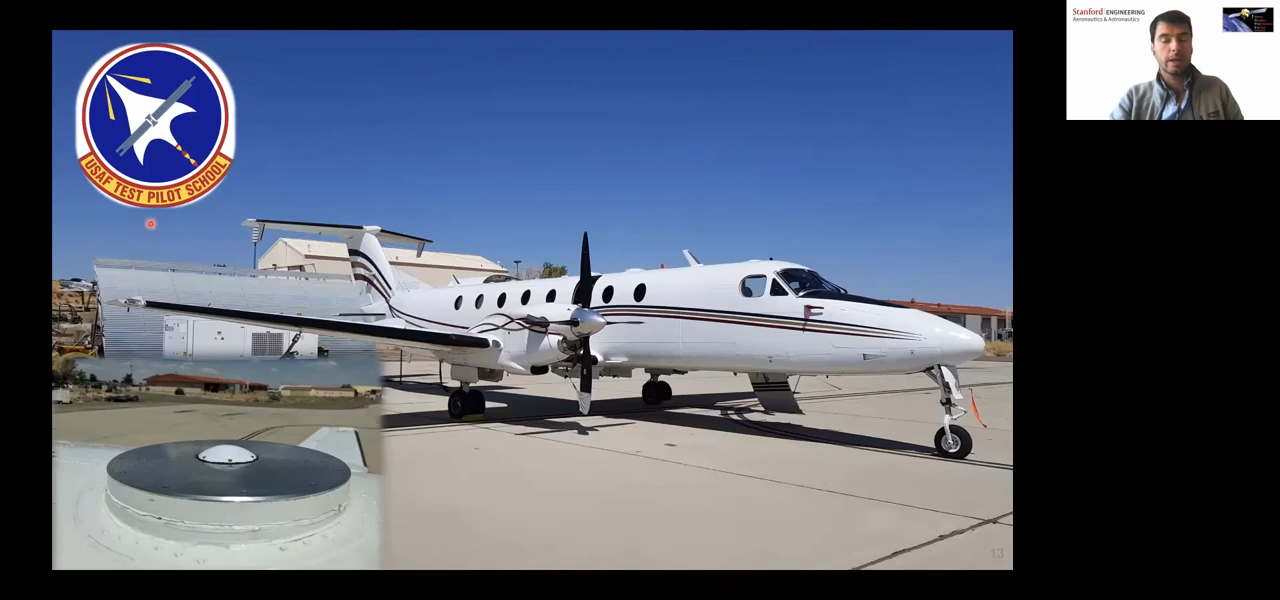 USAF TEST PILOT SCHOOL
13
Stanford | ENGINEERING
Aeronautics & Astronautics